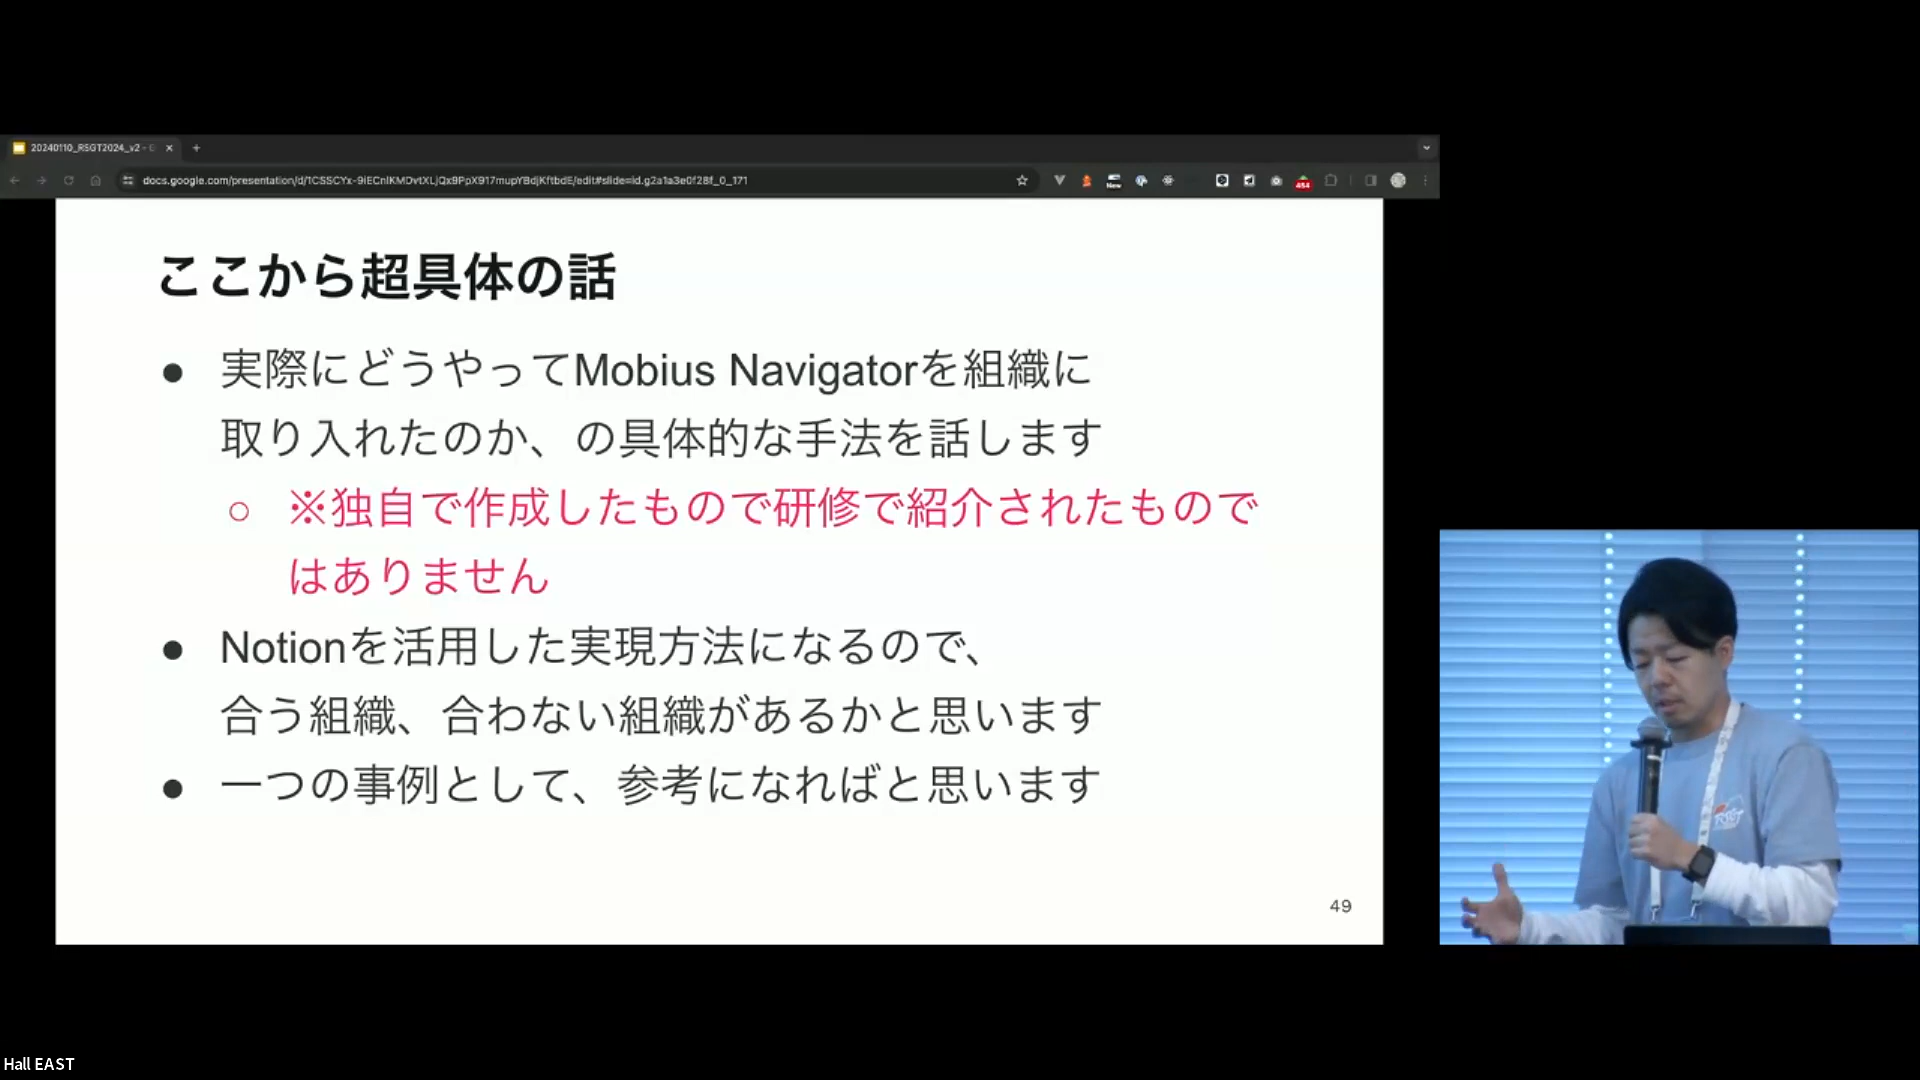 20240110_RSGT2024_v2 - G
docs.google.com/presentation/d/
New
454
ここから超具体の話
● 実際にどうやってMobius Navigatorを組織に
取り入れたのか、の具体的な手法を話します
○ ※独自で作成したもので研修で紹介されたもので
はありません
● Notionを活用した実現方法になるので、
合う組織、合わない組織があるかと思います
● 一つの事例として、参考になればと思います
49
RSGT
Hall EAST